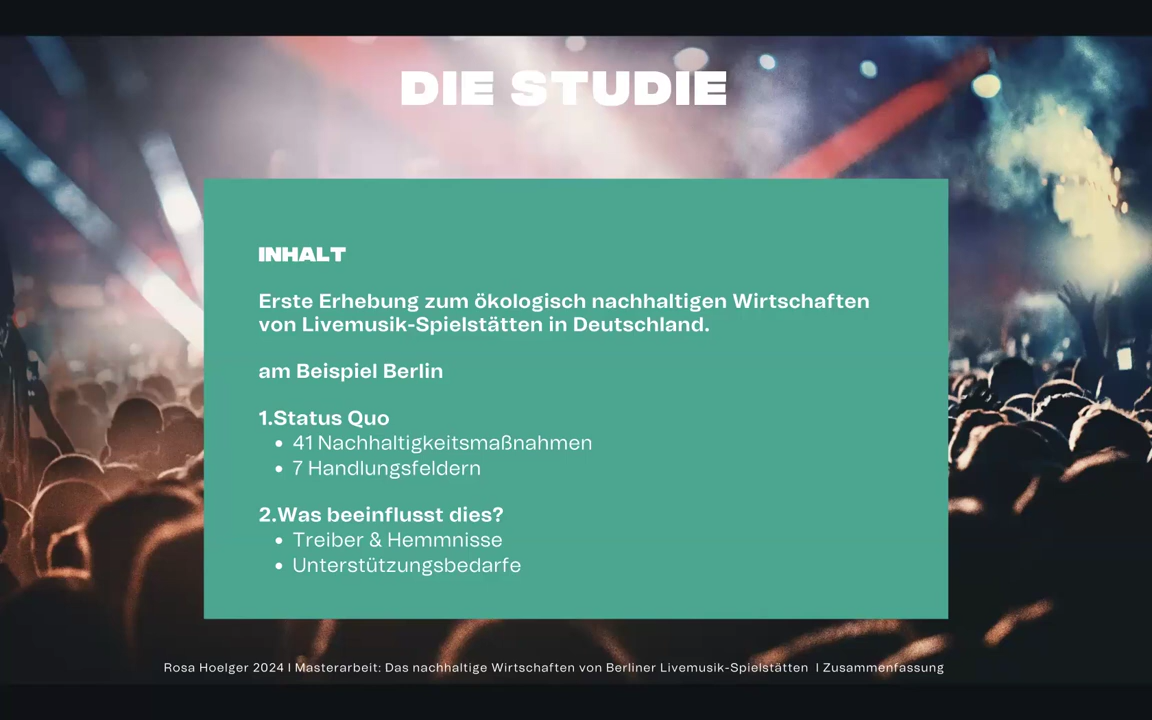 DIE STUDIE
INHALT
Erste Erhebung zum ökologisch nachhaltigen Wirtschaften
von Livemusik-Spielstätten in Deutschland.
am Beispiel Berlin
1.Status Quo
• 41 Nachhaltigkeitsmaßnahmen
• 7 Handlungsfeldern
2.Was beeinflusst dies?
• Treiber & Hemmnisse
• Unterstützungsbedarfe
Rosa Hoelger 2024 I Masterarbeit: Das nachhaltige Wirtschaften von Berliner Livemusik-Spielstätten I Zusammenfassung